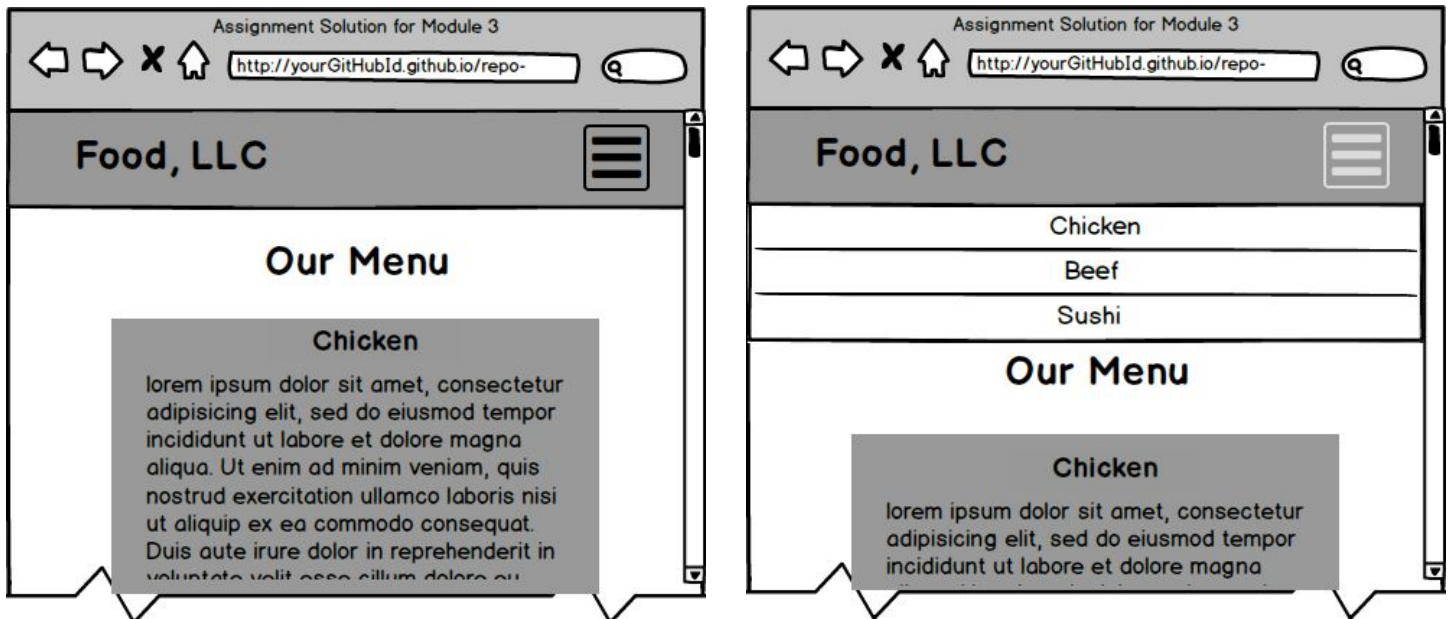 Assignment Solution for Module 3
http://yourGitHubId.github.io/repo-
Food, LLC
Our Menu
Chicken
lorem ipsum dolor sit amet, consectetur
adipisicing elit, sed do eiusmod tempor
incididunt ut labore et dolore magna
aliqua. Ut enim ad minim veniam, quis
nostrud exercitation ullamco laboris nisi
ut aliquip ex ea commodo consequat.
Duis aute irure dolor in reprehenderit in
Assignment Solution for Module 3
http://yourGitHubId.github.io/repo-
Food, LLC
Chicken
Beef
Sushi
Our Menu
Chicken
lorem ipsum dolor sit amet, consectetur
adipisicing elit, sed do eiusmod tempor
incididunt ut labore et dolore magna